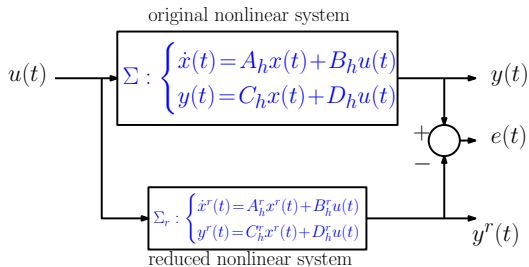 original nonlinear system
u(t)
Σ : { ẋ(t)=A_h x(t)+B_h u(t)
y(t)=C_h x(t)+D_h u(t)
y(t)
+
e(t)
−
Σ_r : { ẋ^r(t)=A_h^r x^r(t)+B_h^r u(t)
y^r(t)=C_h^r x^r(t)+D_h^r u(t)
y^r(t)
reduced nonlinear system